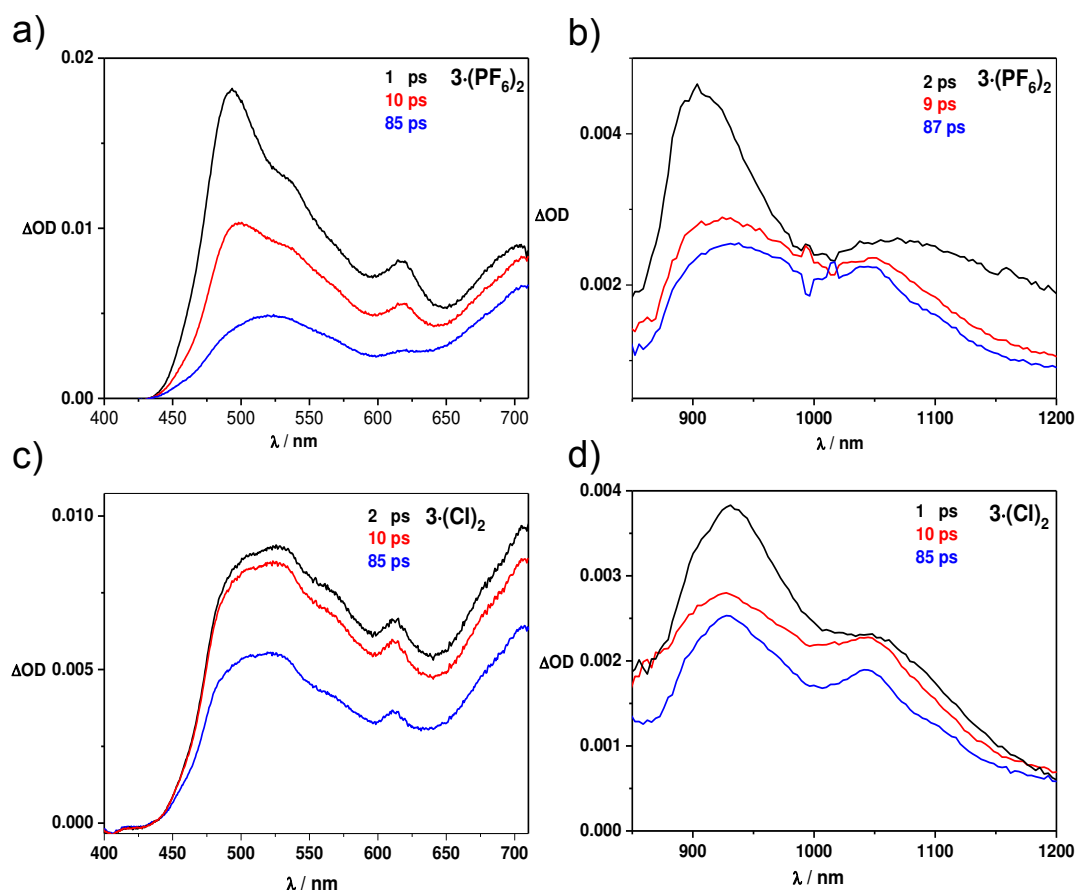 a)
0.02
0.01
0.00
ΔOD
1 ps
10 ps
85 ps
3·(PF6)2
400 450 500 550 600 650 700
λ / nm
b)
0.004
0.002
ΔOD
2 ps
9 ps
87 ps
3·(PF6)2
900 1000 1100 1200
λ / nm
c)
0.010
0.005
0.000
ΔOD
2 ps
10 ps
85 ps
3·(Cl)2
400 450 500 550 600 650 700
λ / nm
d)
0.004
0.003
0.002
0.001
0.000
ΔOD
1 ps
10 ps
85 ps
3·(Cl)2
900 1000 1100 1200
λ / nm